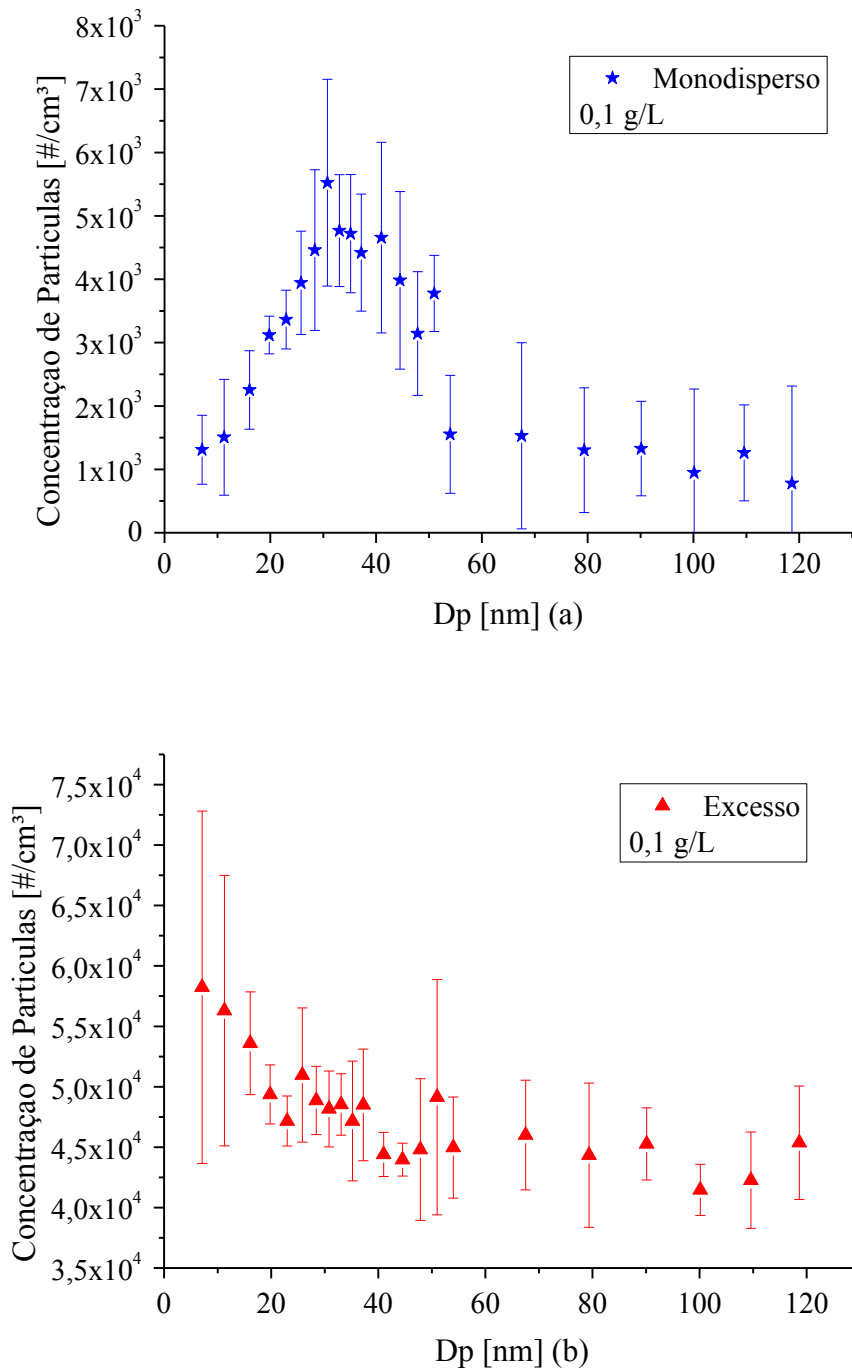 8x10³
7x10³
6x10³
5x10³
4x10³
3x10³
2x10³
1x10³
0
Concentraçao de Particulas [#/cm³]
Monodisperso
0,1 g/L
0 20 40 60 80 100 120
Dp [nm] (a)
7,5x10⁴
7,0x10⁴
6,5x10⁴
6,0x10⁴
5,5x10⁴
5,0x10⁴
4,5x10⁴
4,0x10⁴
3,5x10⁴
Concentraçao de Particulas [#/cm³]
Excesso
0,1 g/L
0 20 40 60 80 100 120
Dp [nm] (b)